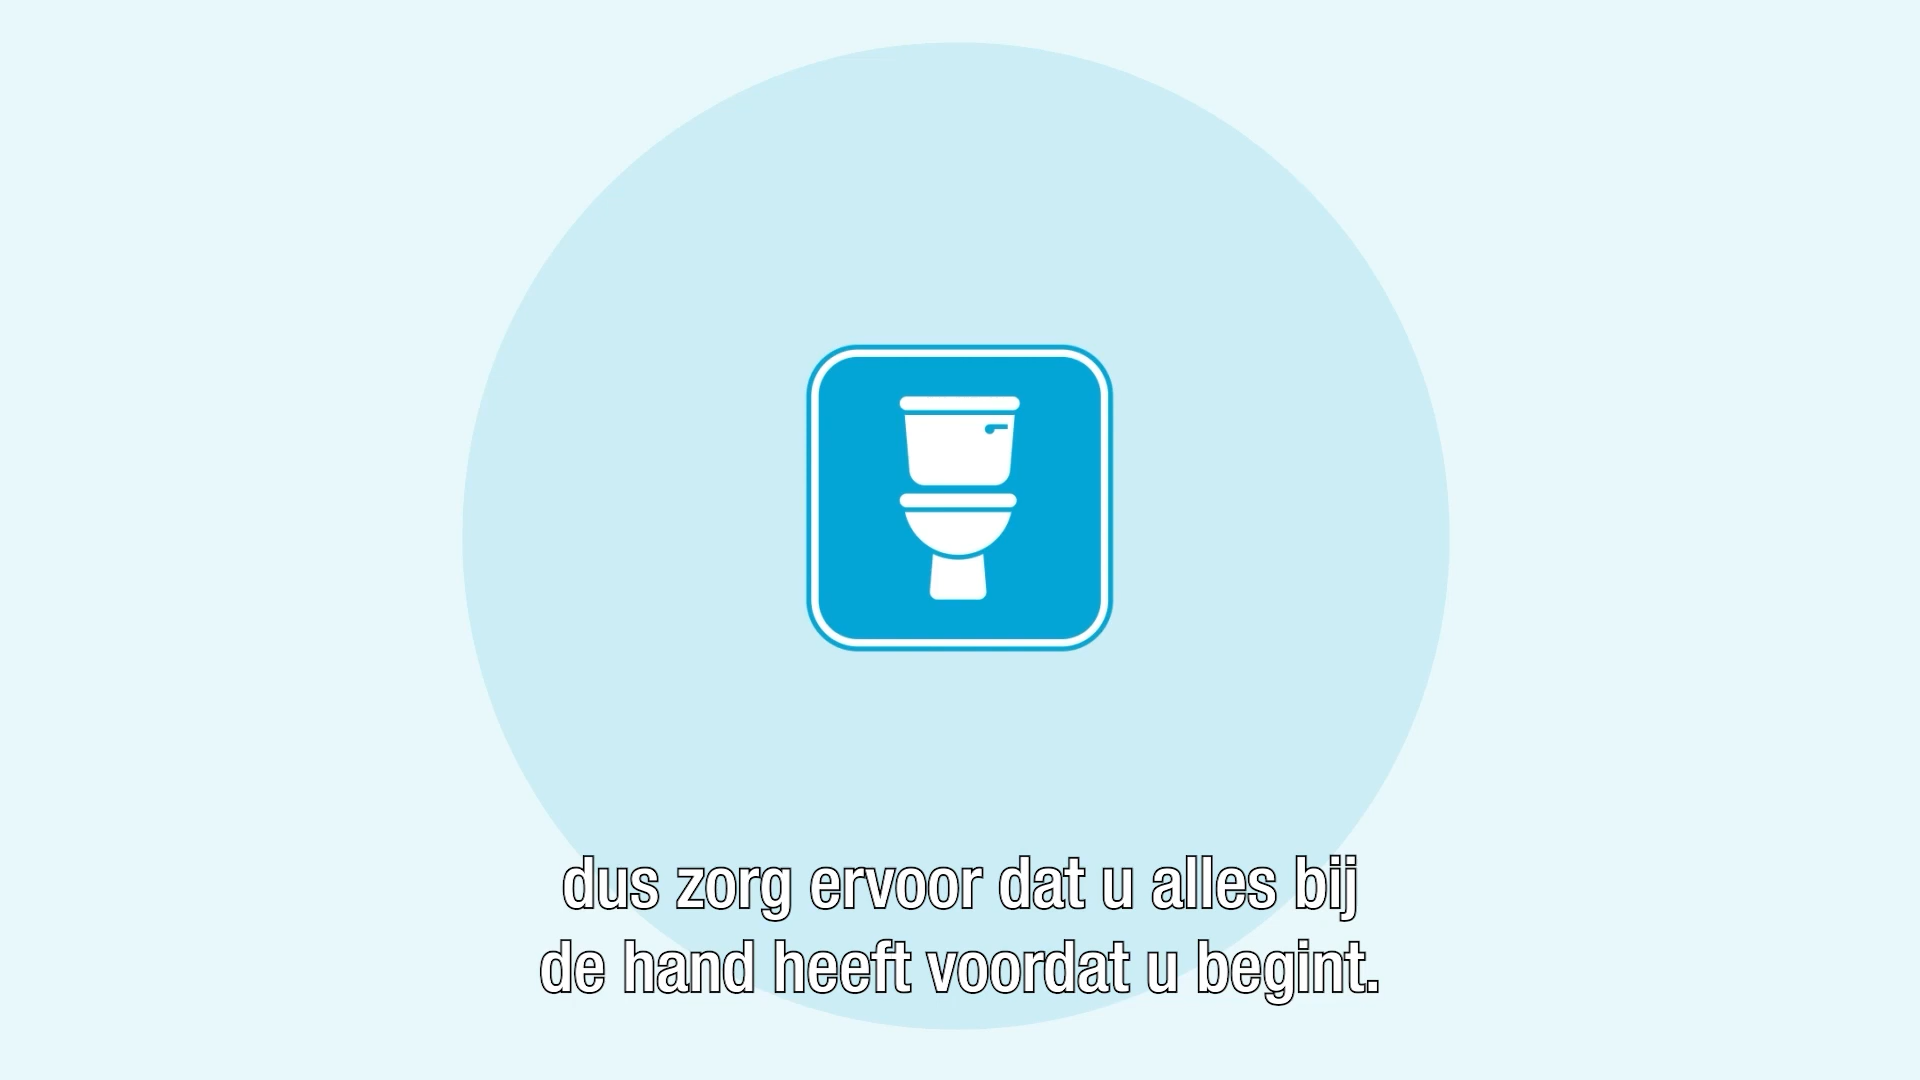 dus zorg ervoor dat u alles bij
de hand heeft voordat u begint.